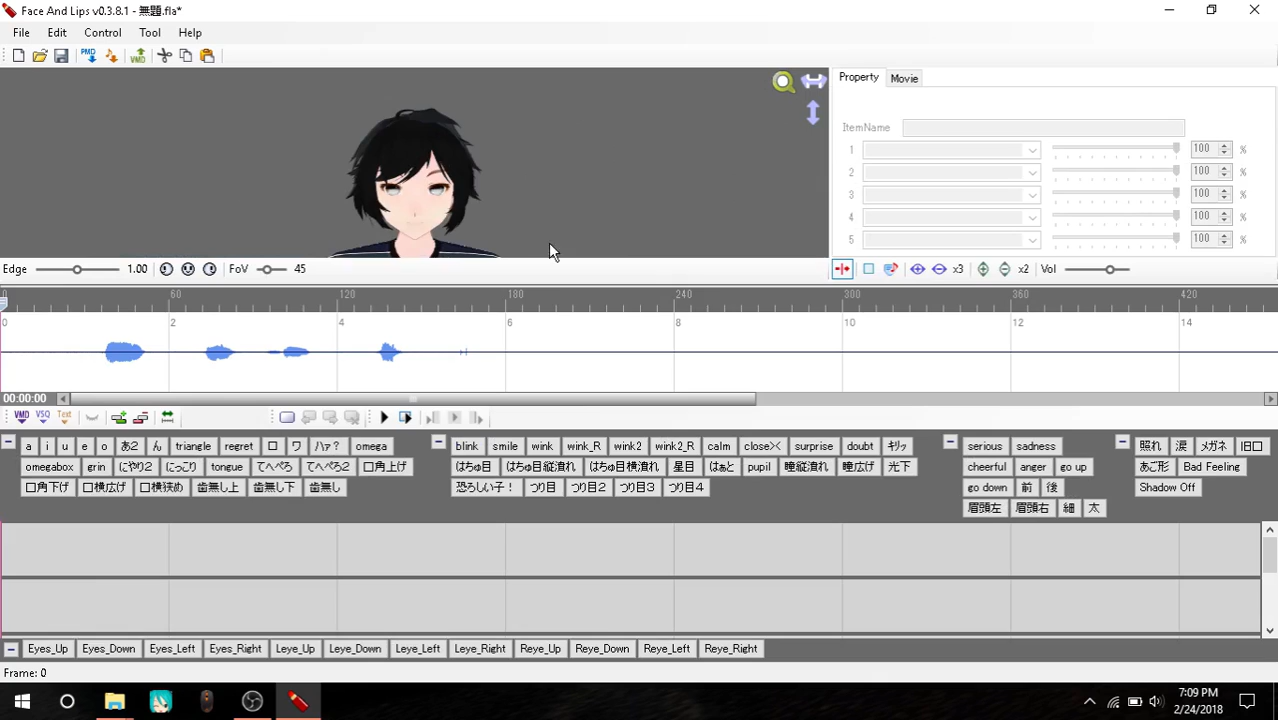 Face And Lips v0.3.8.1 - 無題.fla*
File Edit Control Tool Help
PMD VMD
Property Movie
ItemName
1 100 %
2 100 %
3 100 %
4 100 %
5 100 %
Edge 1.00 FoV 45 x3 x2 Vol
0 60 120 180 240 300 360 420
0 2 4 6 8 10 12 14
00:00:00
VMD VSQ Text
a i u e o あ2 ん triangle regret ロ ワ ハァ? omega
omegabox grin にやり2 にっこり tongue てへぺろ てへぺろ2 口角上げ
口角下げ 口横広げ 口横狭め 歯無し上 歯無し下 歯無し
blink smile wink wink_R wink2 wink2_R calm close>< surprise doubt キリッ
はちゅ目 はちゅ目縦潰れ はちゅ目横潰れ 星目 はぁと pupil 瞳縦潰れ 瞳広げ 光下
恐ろしい子! つり目 つり目2 つり目3 つり目4
serious sadness
cheerful anger go up
go down 前 後
眉頭左 眉頭右 細 太
照れ 涙 メガネ 旧口
あご形 Bad Feeling
Shadow Off
Eyes_Up Eyes_Down Eyes_Left Eyes_Right Leye_Up Leye_Down Leye_Left Leye_Right Reye_Up Reye_Down Reye_Left Reye_Right
Frame: 0
7:09 PM
2/24/2018